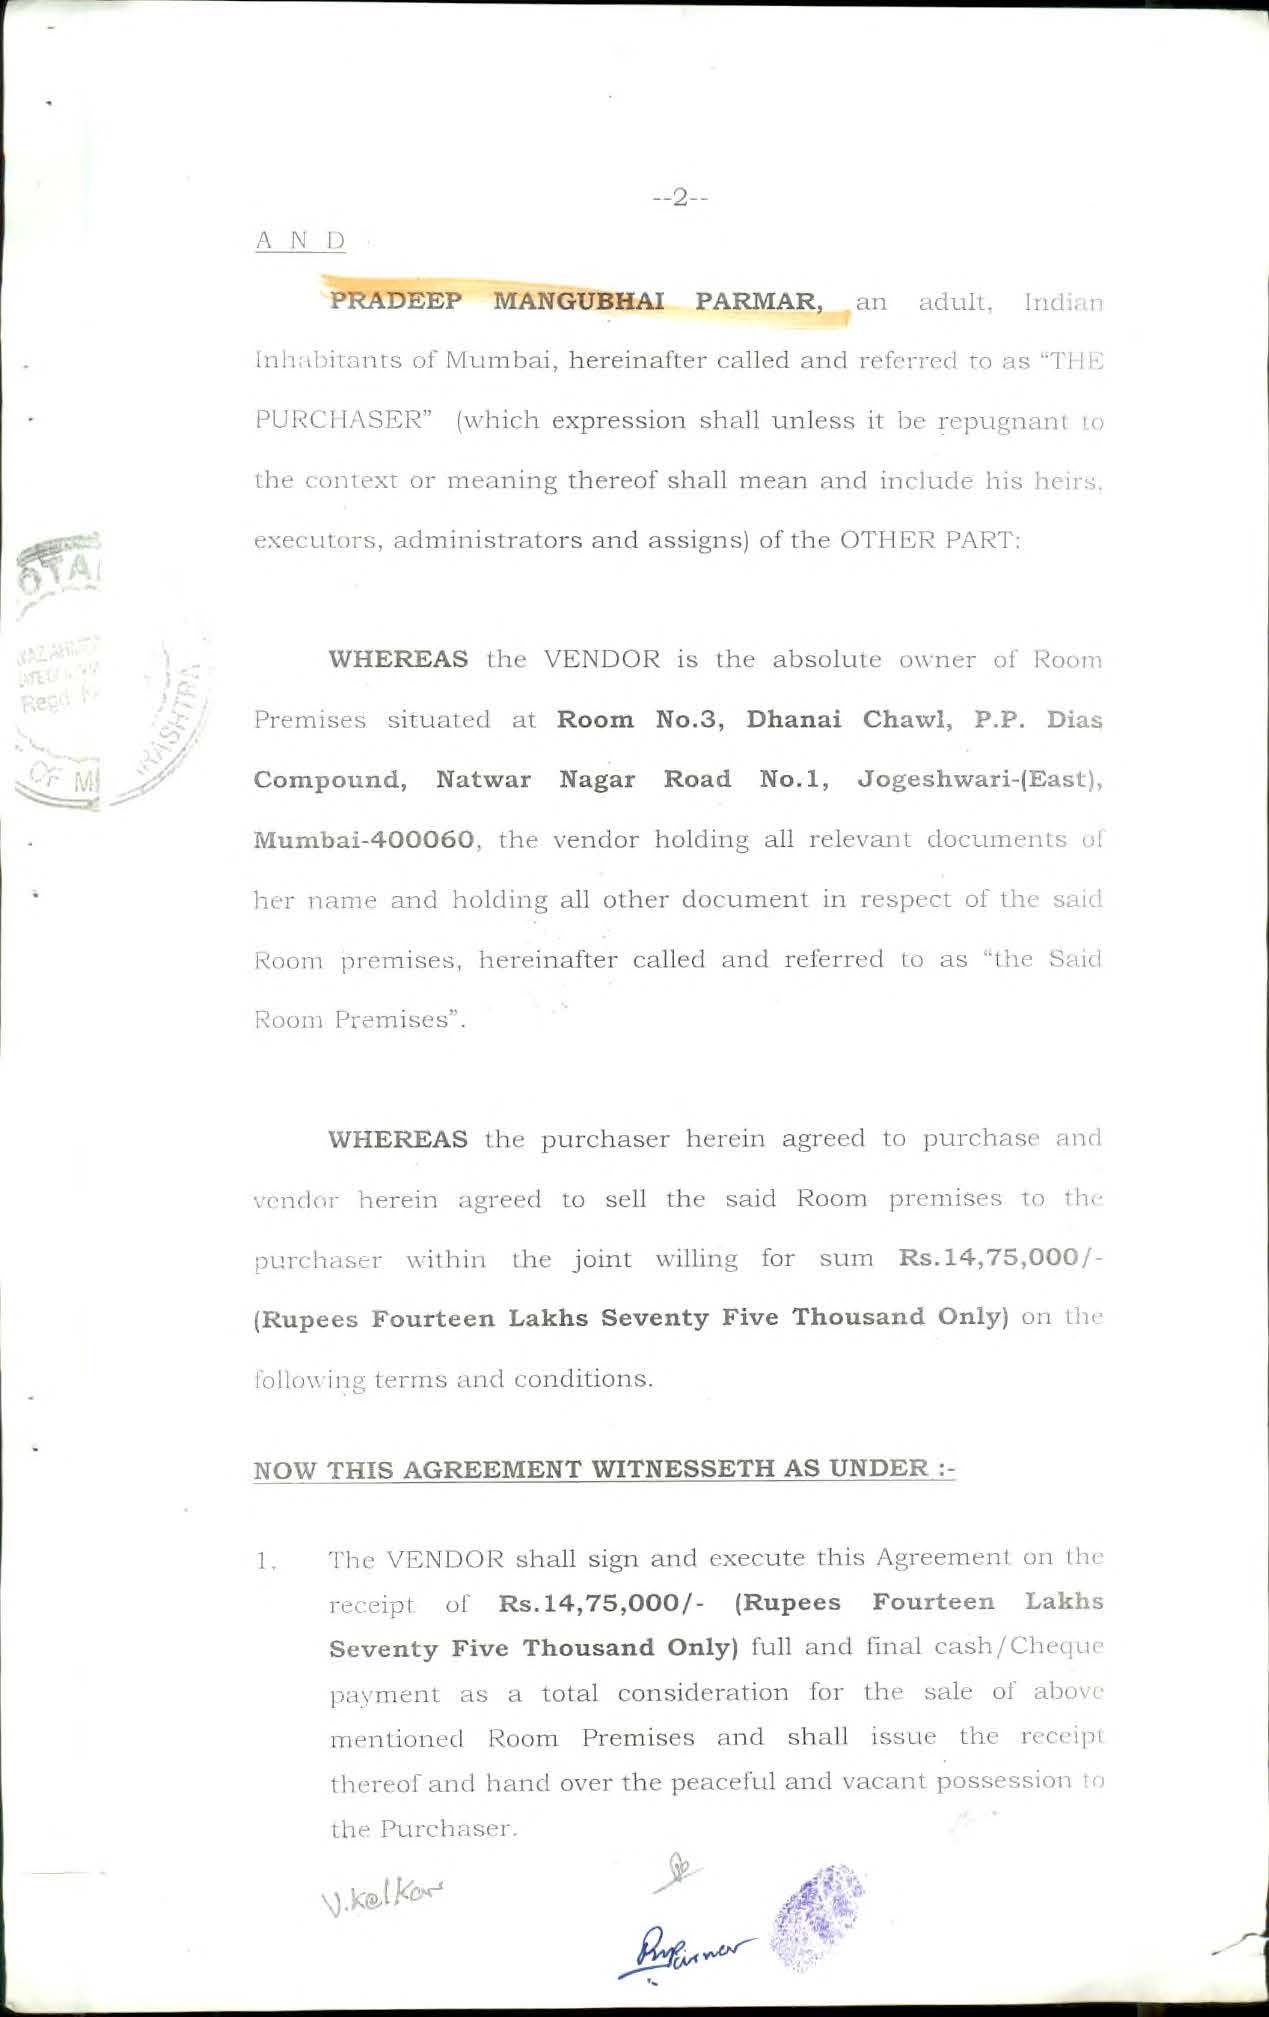 --2--
A N D
PRADEEP MANGUBHAI PARMAR, an adult, Indian
Inhabitants of Mumbai, hereinafter called and referred to as “THE
PURCHASER” (which expression shall unless it be repugnant to
the context or meaning thereof shall mean and include his heirs,
executors, administrators and assigns) of the OTHER PART:
OTA
Regd
OF M
RASHTRA
WHEREAS the VENDOR is the absolute owner of Room
Premises situated at Room No.3, Dhanai Chawl, P.P. Dias
Compound, Natwar Nagar Road No.1, Jogeshwari-(East),
Mumbai-400060, the vendor holding all relevant documents of
her name and holding all other document in respect of the said
Room premises, hereinafter called and referred to as “the Said
Room Premises”.
WHEREAS the purchaser herein agreed to purchase and
vendor herein agreed to sell the said Room premises to the
purchaser within the joint willing for sum Rs.14,75,000/-
(Rupees Fourteen Lakhs Seventy Five Thousand Only) on the
following terms and conditions.
NOW THIS AGREEMENT WITNESSETH AS UNDER :-
1. The VENDOR shall sign and execute this Agreement on the
receipt of Rs.14,75,000/- (Rupees Fourteen Lakhs
Seventy Five Thousand Only) full and final cash/Cheque
payment as a total consideration for the sale of above
mentioned Room Premises and shall issue the receipt
thereof and hand over the peaceful and vacant possession to
the Purchaser.
V.Kelkar